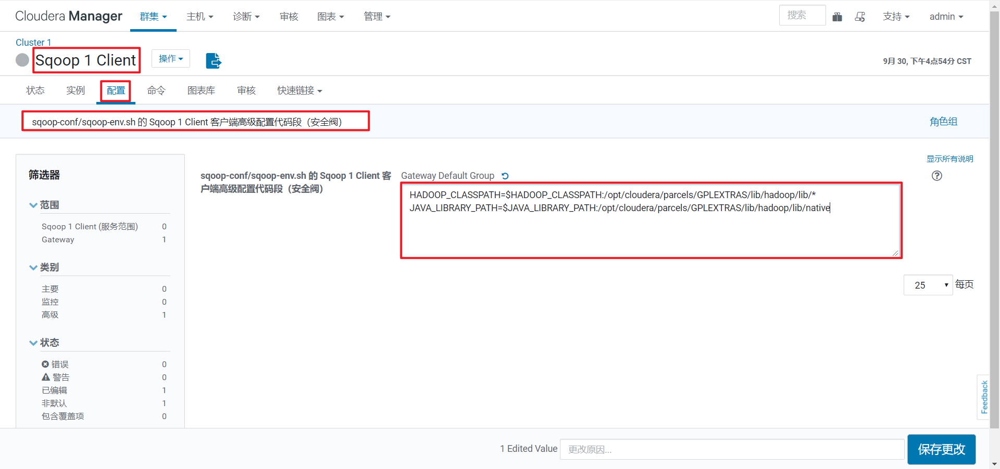 Cloudera Manager 群集 主机 诊断 审核 图表 管理 搜索 支持 admin
Cluster 1
Sqoop 1 Client 操作 9月 30, 下午4点54分 CST
状态 实例 配置 命令 图表库 审核 快速链接
sqoop-conf/sqoop-env.sh 的 Sqoop 1 Client 客户端高级配置代码段（安全阀） 角色组
显示所有说明
筛选器
范围
Sqoop 1 Client (服务范围) 0
Gateway 1
类别
主要 0
监控 0
高级 1
状态
错误 0
警告 0
已编辑 1
非默认 1
包含覆盖项 0
sqoop-conf/sqoop-env.sh 的 Sqoop 1 Client 客
户端高级配置代码段（安全阀）
Gateway Default Group
HADOOP_CLASSPATH=$HADOOP_CLASSPATH:/opt/cloudera/parcels/GPLEXTRAS/lib/hadoop/lib/*
JAVA_LIBRARY_PATH=$JAVA_LIBRARY_PATH:/opt/cloudera/parcels/GPLEXTRAS/lib/hadoop/lib/native
25 每页
Feedback
1 Edited Value 更改原因... 保存更改